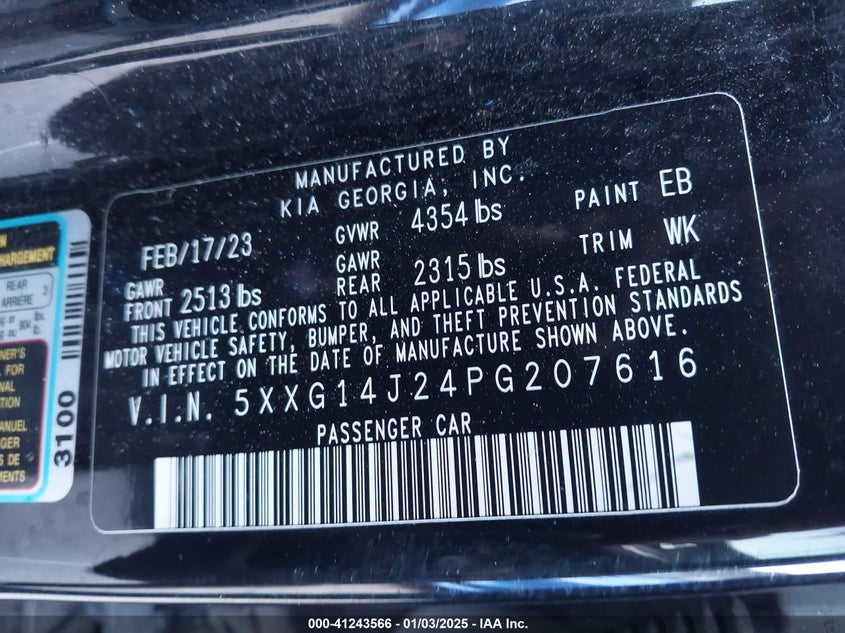 MANUFACTURED BY
KIA GEORGIA, INC.
FEB/17/23 GVWR 4354 lbs PAINT EB
GAWR FRONT 2513 lbs GAWR REAR 2315 lbs TRIM WK
THIS VEHICLE CONFORMS TO ALL APPLICABLE U.S.A. FEDERAL
MOTOR VEHICLE SAFETY, BUMPER, AND THEFT PREVENTION STANDARDS
IN EFFECT ON THE DATE OF MANUFACTURE SHOWN ABOVE.
V.I.N. 5XXG14J24PG207616
PASSENGER CAR
REAR
ARRIERE 3
3100
000-41243566 - 01/03/2025 - IAA Inc.